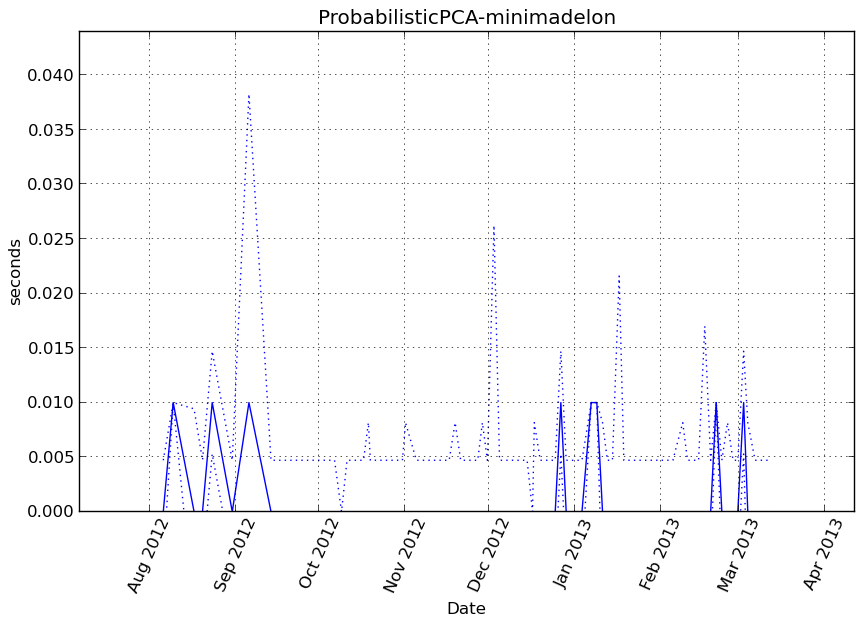 ProbabilisticPCA-minimadelon
0.040
0.035
0.030
0.025
0.020
0.015
0.010
0.005
0.000
seconds
Aug 2012
Sep 2012
Oct 2012
Nov 2012
Dec 2012
Jan 2013
Feb 2013
Mar 2013
Apr 2013
Date